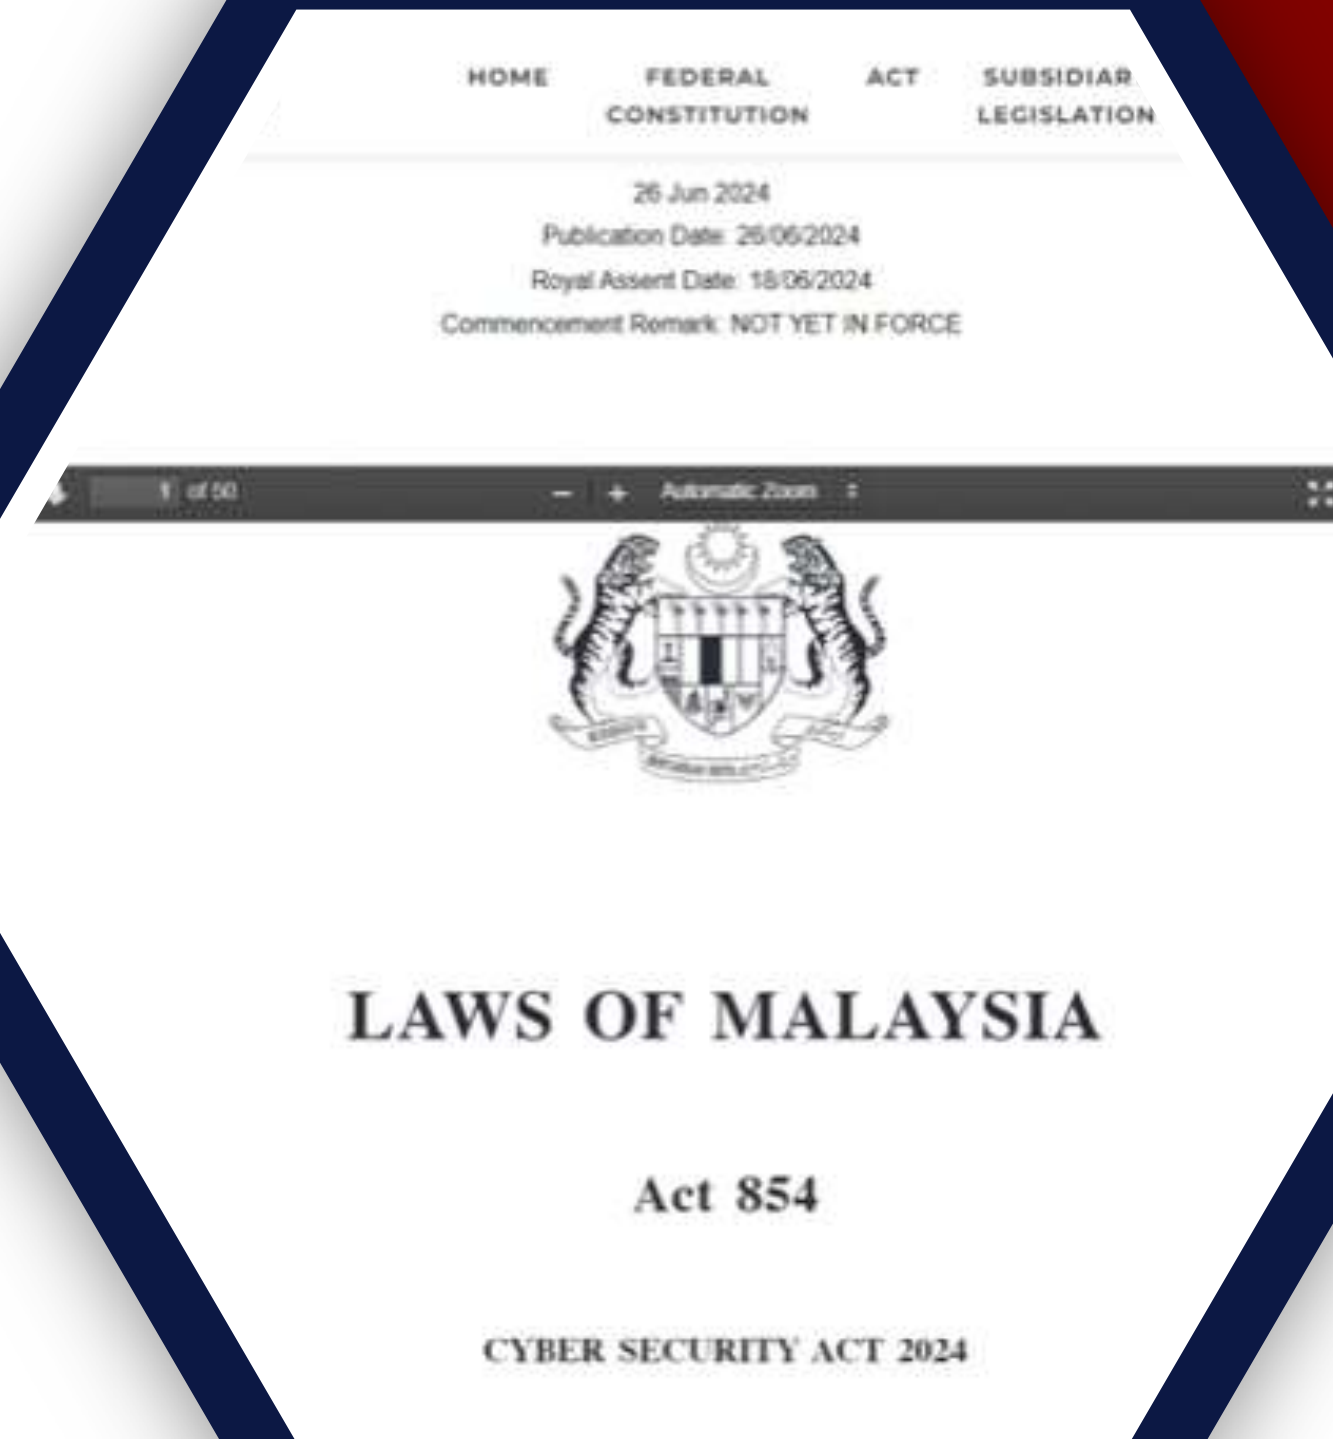 HOME
FEDERAL CONSTITUTION
ACT
SUBSIDIAR
LEGISLATION
26 Jun 2024
Publication Date: 26/06/2024
Royal Assent Date: 18/06/2024
Commencement Remark: NOT YET IN FORCE
1 of 50
Automatic Zoom
LAWS OF MALAYSIA
Act 854
CYBER SECURITY ACT 2024